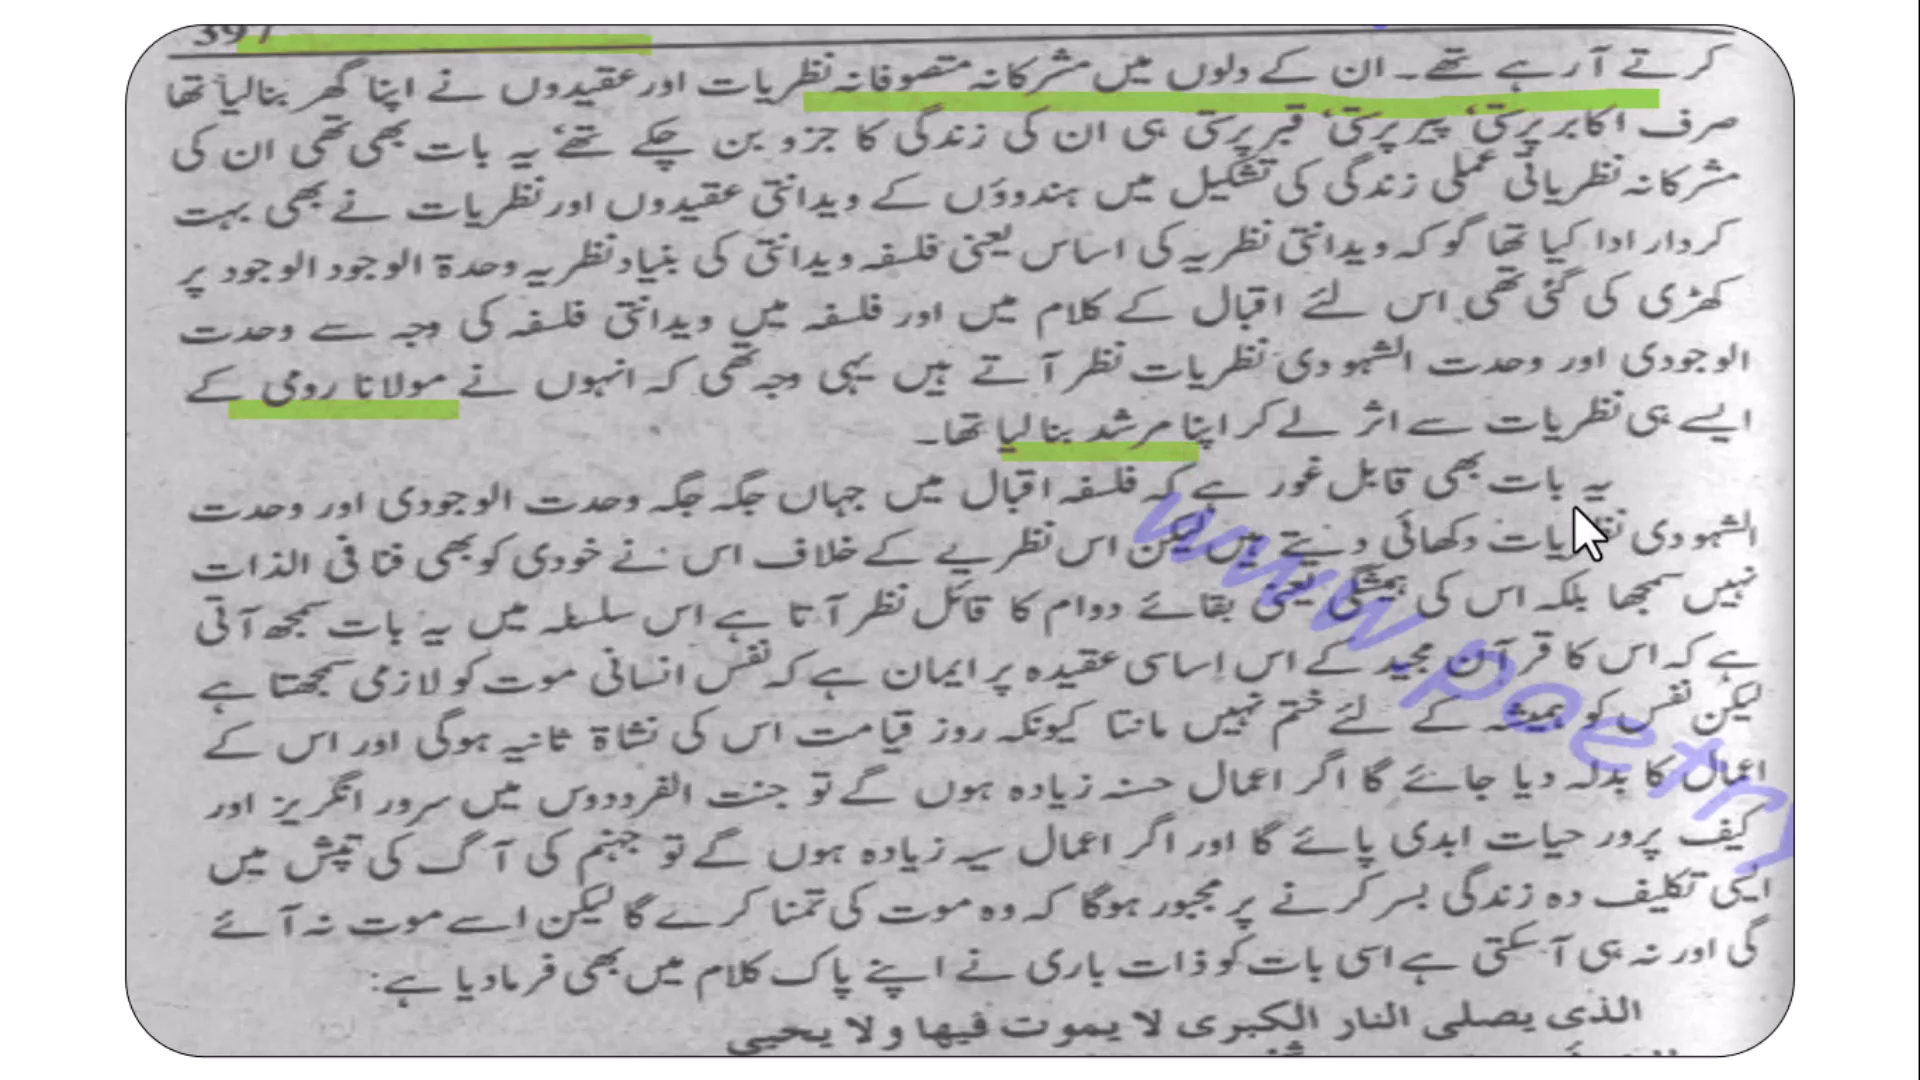 397
کرتے آ رہے تھے۔ ان کے دلوں میں مشرکانہ متصوفانہ نظریات اور عقیدوں نے اپنا گھر بنالیا تھا
صرف اکابر پرستی‘ پیر پرستی‘ قبر پرستی ہی ان کی زندگی کا جزو بن چکے تھے‘ یہ بات بھی تھی ان کی
مشرکانہ نظریاتی عملی زندگی کی تشکیل میں ہندوؤں کے ویدانتی عقیدوں اور نظریات نے بھی بہت
کردار ادا کیا تھا گو کہ ویدانتی نظریہ کی اساس یعنی فلسفہ ویدانتی کی بنیاد نظریہ وحدۃ الوجود الوجود پر
کھڑی کی گئی تھی اس لئے اقبال کے کلام میں اور فلسفہ میں ویدانتی فلسفہ کی وجہ سے وحدت
الوجودی اور وحدت الشہودی نظریات نظر آتے ہیں یہی وجہ تھی کہ انہوں نے مولانا رومی کے
ایسے ہی نظریات سے اثر لے کر اپنا مرشد بنا لیا تھا۔
یہ بات بھی قابل غور ہے کہ فلسفہ اقبال میں جہاں جگہ جگہ وحدت الوجودی اور وحدت
الشہودی نظریات دکھائی دیتے ہیں لیکن اس نظریے کے خلاف اس نے خودی کو بھی فنا فی الذات
نہیں سمجھا بلکہ اس کی ہمیشگی یعنی بقائے دوام کا قائل نظر آتا ہے اس سلسلہ میں یہ بات سمجھ آتی
ہے کہ اس کا قرآن مجید کے اس اساسی عقیدہ پر ایمان ہے کہ نفس انسانی موت کو لازمی سمجھتا ہے
لیکن نفس کو ہمیشہ کے لئے ختم نہیں مانتا کیونکہ روز قیامت اس کی نشاۃ ثانیہ ہوگی اور اس کے
اعمال کا بدلہ دیا جائے گا اگر اعمال حسنہ زیادہ ہوں گے تو جنت الفردوس میں سرور انگریز اور
کیف پرور حیات ابدی پائے گا اور اگر اعمال سیہ زیادہ ہوں گے تو جہنم کی آگ کی تپش میں
ایسی تکلیف دہ زندگی بسر کرنے پر مجبور ہوگا کہ وہ موت کی تمنا کرے گا لیکن اسے موت نہ آئے
گی اور نہ ہی آ سکتی ہے اسی بات کو ذات باری نے اپنے پاک کلام میں بھی فرمادیا ہے:
الذی یصلی النار الکبری لا یموت فیها ولا یحیی
www.poetry